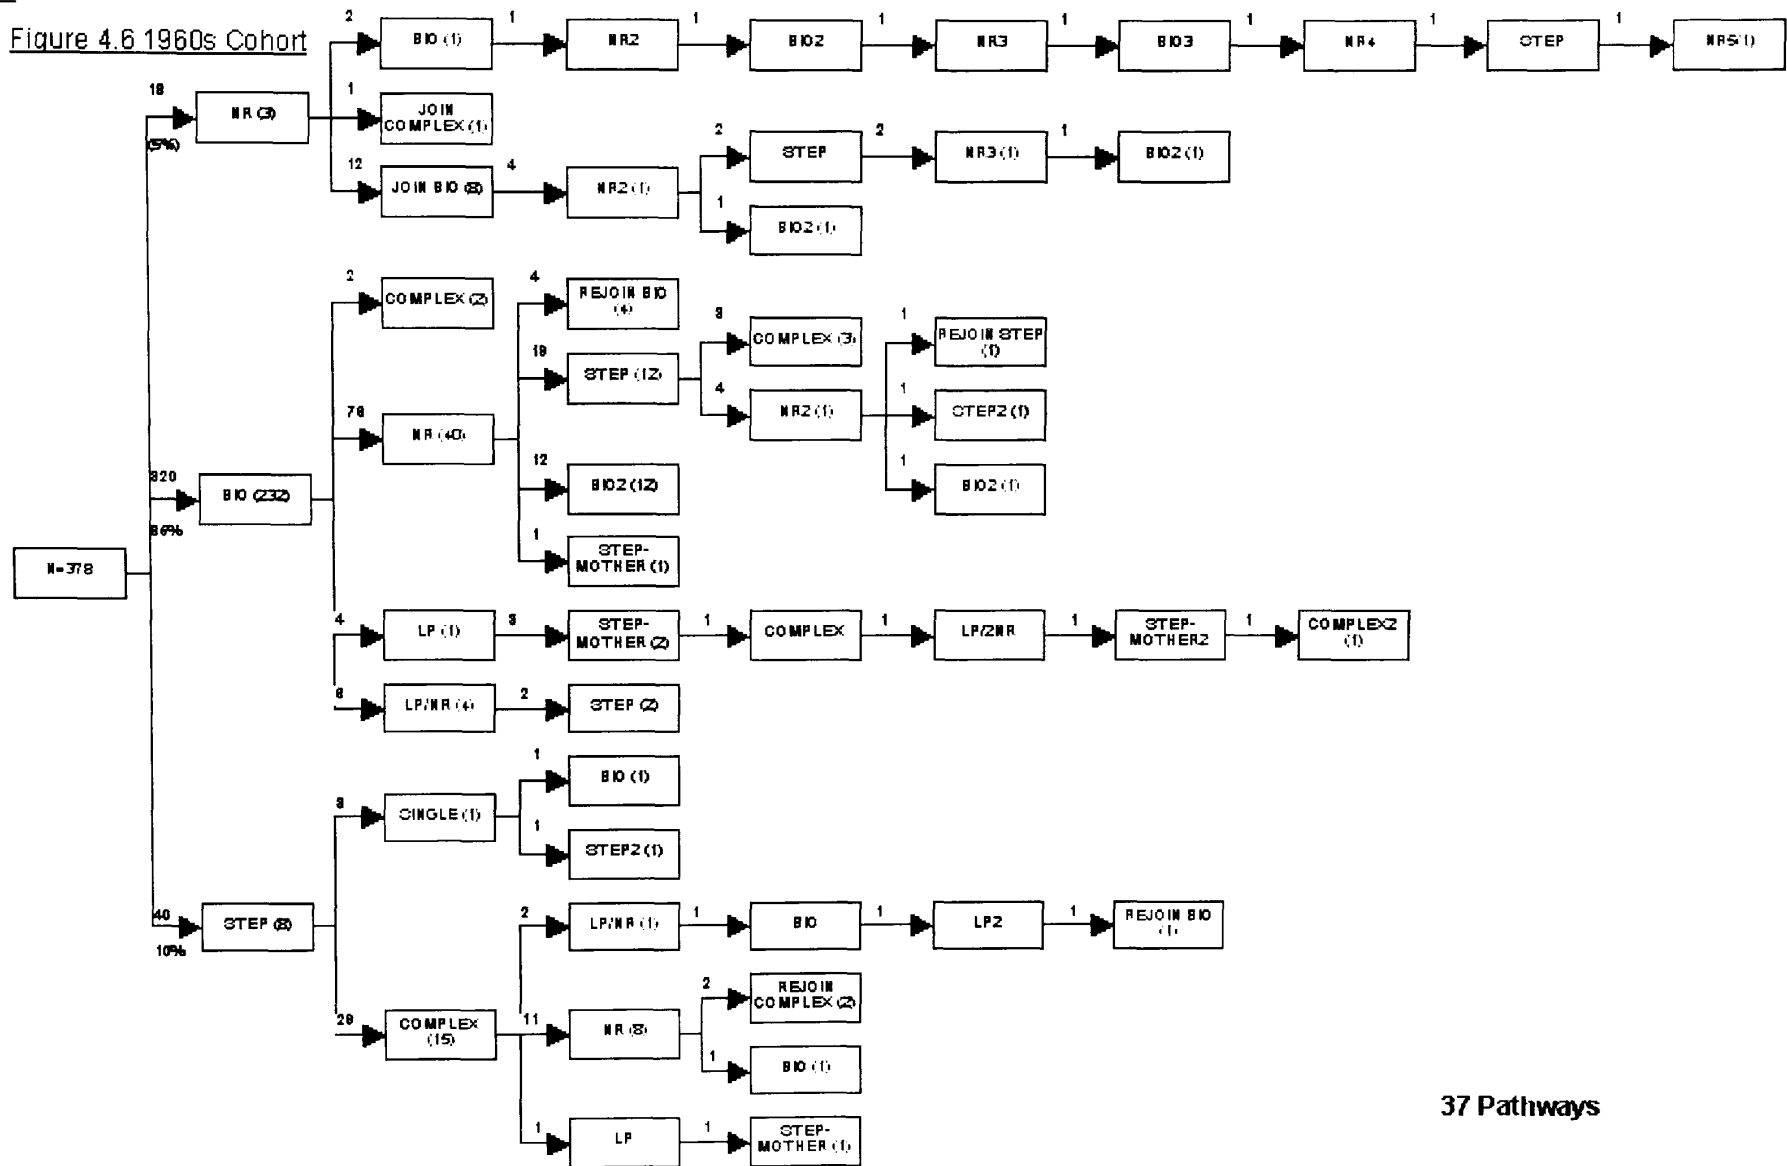 Figure 4.6 1960s Cohort
2
BIO (1)
1
NR2
1
BIO2
1
NR3
1
BIO3
1
NR4
1
STEP
1
NR5(1)
18
(5%)
NR (3)
1
JOIN
COMPLEX (1)
12
JOIN BIO (8)
4
NR2 (1)
2
STEP
2
NR3 (1)
1
BIO2 (1)
1
BIO2 (1)
2
COMPLEX (2)
4
REJOIN BIO
(4)
19
STEP (12)
3
COMPLEX (3)
1
REJOIN STEP
(1)
78
NR (40)
4
NR2 (1)
1
STEP2 (1)
12
BIO2 (12)
1
BIO2 (1)
1
STEP-
MOTHER (1)
320
86%
BIO (232)
N=378
4
LP (1)
3
STEP-
MOTHER (2)
1
COMPLEX
1
LP/2NR
1
STEP-
MOTHER2
1
COMPLEX2
(1)
6
LP/NR (4)
2
STEP (2)
3
SINGLE (1)
1
BIO (1)
1
STEP2 (1)
40
10%
STEP (8)
2
LP/NR (1)
1
BIO
1
LP2
1
REJOIN BIO
(1)
COMPLEX
(15)
11
NR (8)
2
REJOIN
COMPLEX (2)
1
BIO (1)
1
LP
1
STEP-
MOTHER (1)
37 Pathways